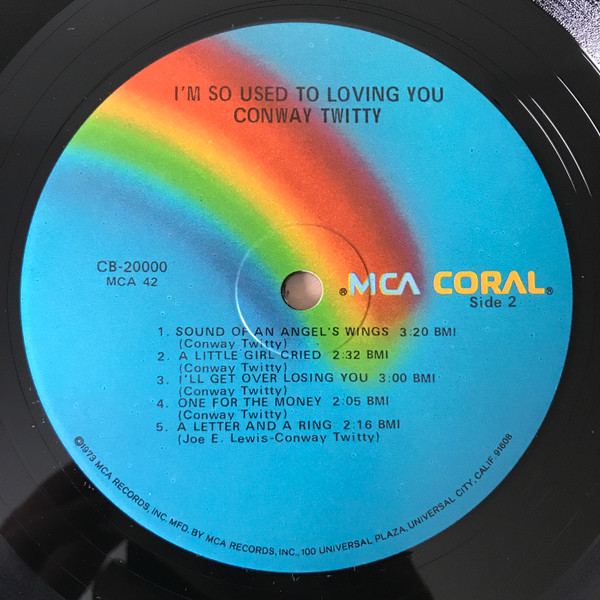 I'M SO USED TO LOVING YOU
CONWAY TWITTY
CB-20000
MCA 42
®MCA CORAL®
Side 2
1. SOUND OF AN ANGEL'S WINGS 3:20 BMI
(Conway Twitty)
2. A LITTLE GIRL CRIED 2:32 BMI
(Conway Twitty)
3. I'LL GET OVER LOSING YOU 3:00 BMI
(Conway Twitty)
4. ONE FOR THE MONEY 2:05 BMI
(Conway Twitty)
5. A LETTER AND A RING 2:16 BMI
(Joe E. Lewis-Conway Twitty)
©1973 MCA RECORDS, INC. MFD. BY MCA RECORDS, INC., 100 UNIVERSAL PLAZA, UNIVERSAL CITY, CALIF. 91608